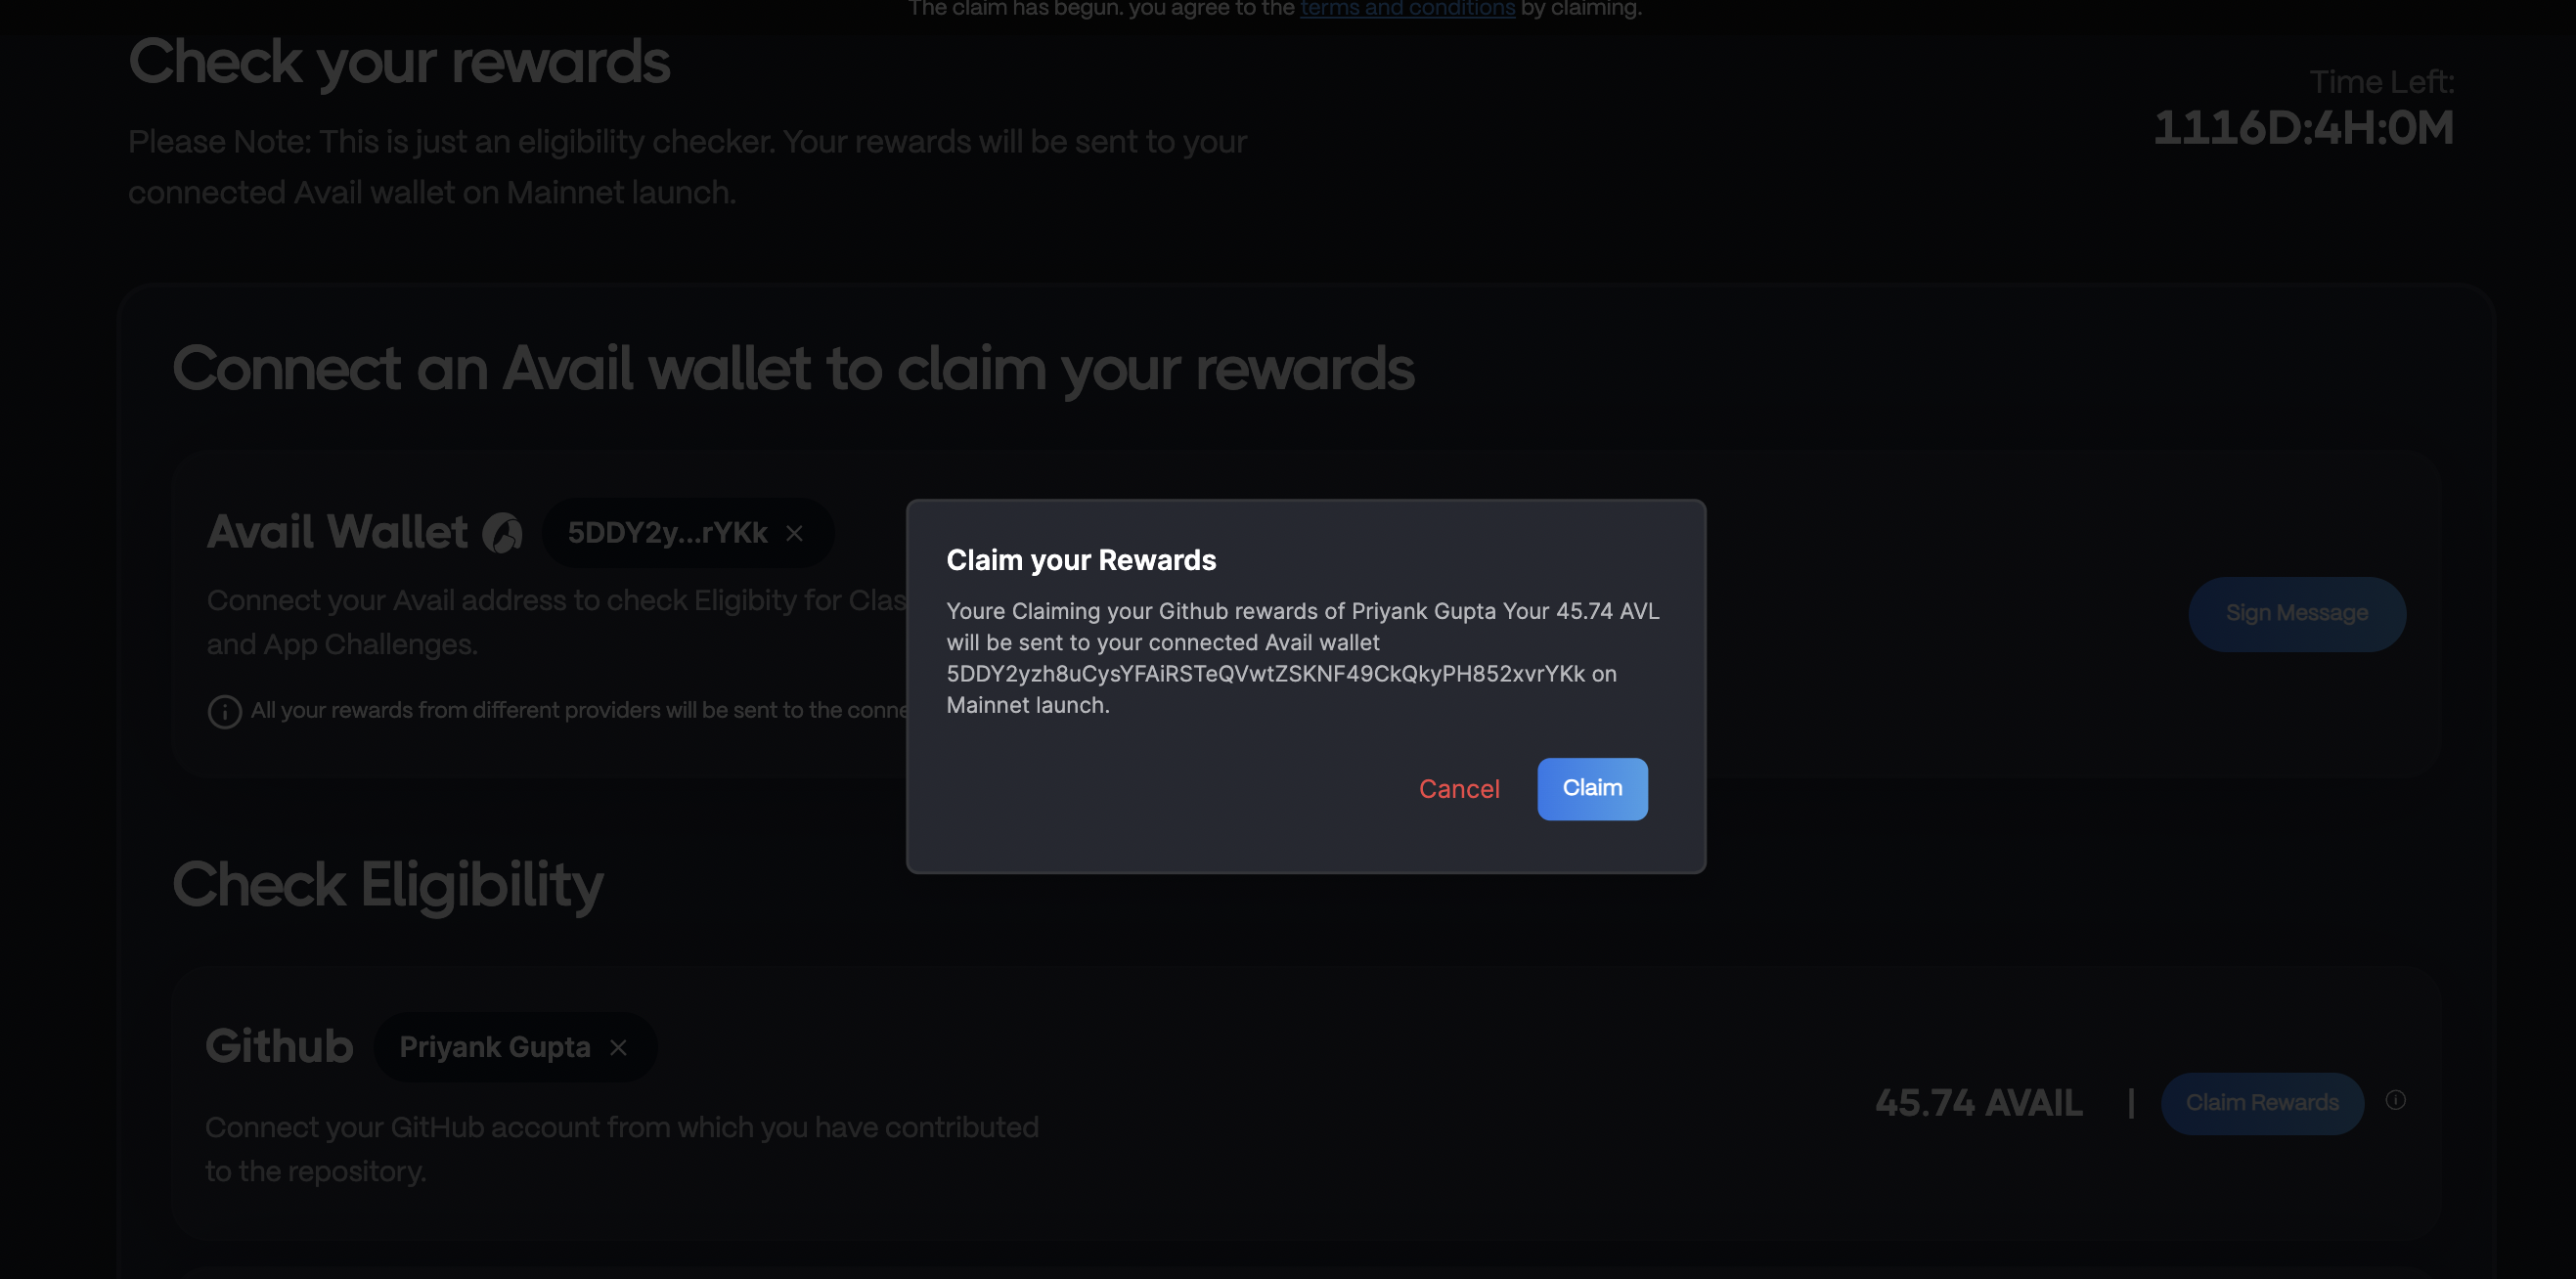 The claim has begun. you agree to the terms and conditions by claiming.
Check your rewards
Time Left:
1116D:4H:0M
Please Note: This is just an eligibility checker. Your rewards will be sent to your
connected Avail wallet on Mainnet launch.
Connect an Avail wallet to claim your rewards
Avail Wallet 5DDY2y...rYKk ×
Connect your Avail address to check Eligibity for Clas
and App Challenges.
Sign Message
All your rewards from different providers will be sent to the conne
Claim your Rewards
Youre Claiming your Github rewards of Priyank Gupta Your 45.74 AVL
will be sent to your connected Avail wallet
5DDY2yzh8uCysYFAiRSTeQVwtZSKNF49CkQkyPH852xvrYKk on
Mainnet launch.
Cancel Claim
Check Eligibility
Github Priyank Gupta ×
Connect your GitHub account from which you have contributed
to the repository.
45.74 AVAIL | Claim Rewards